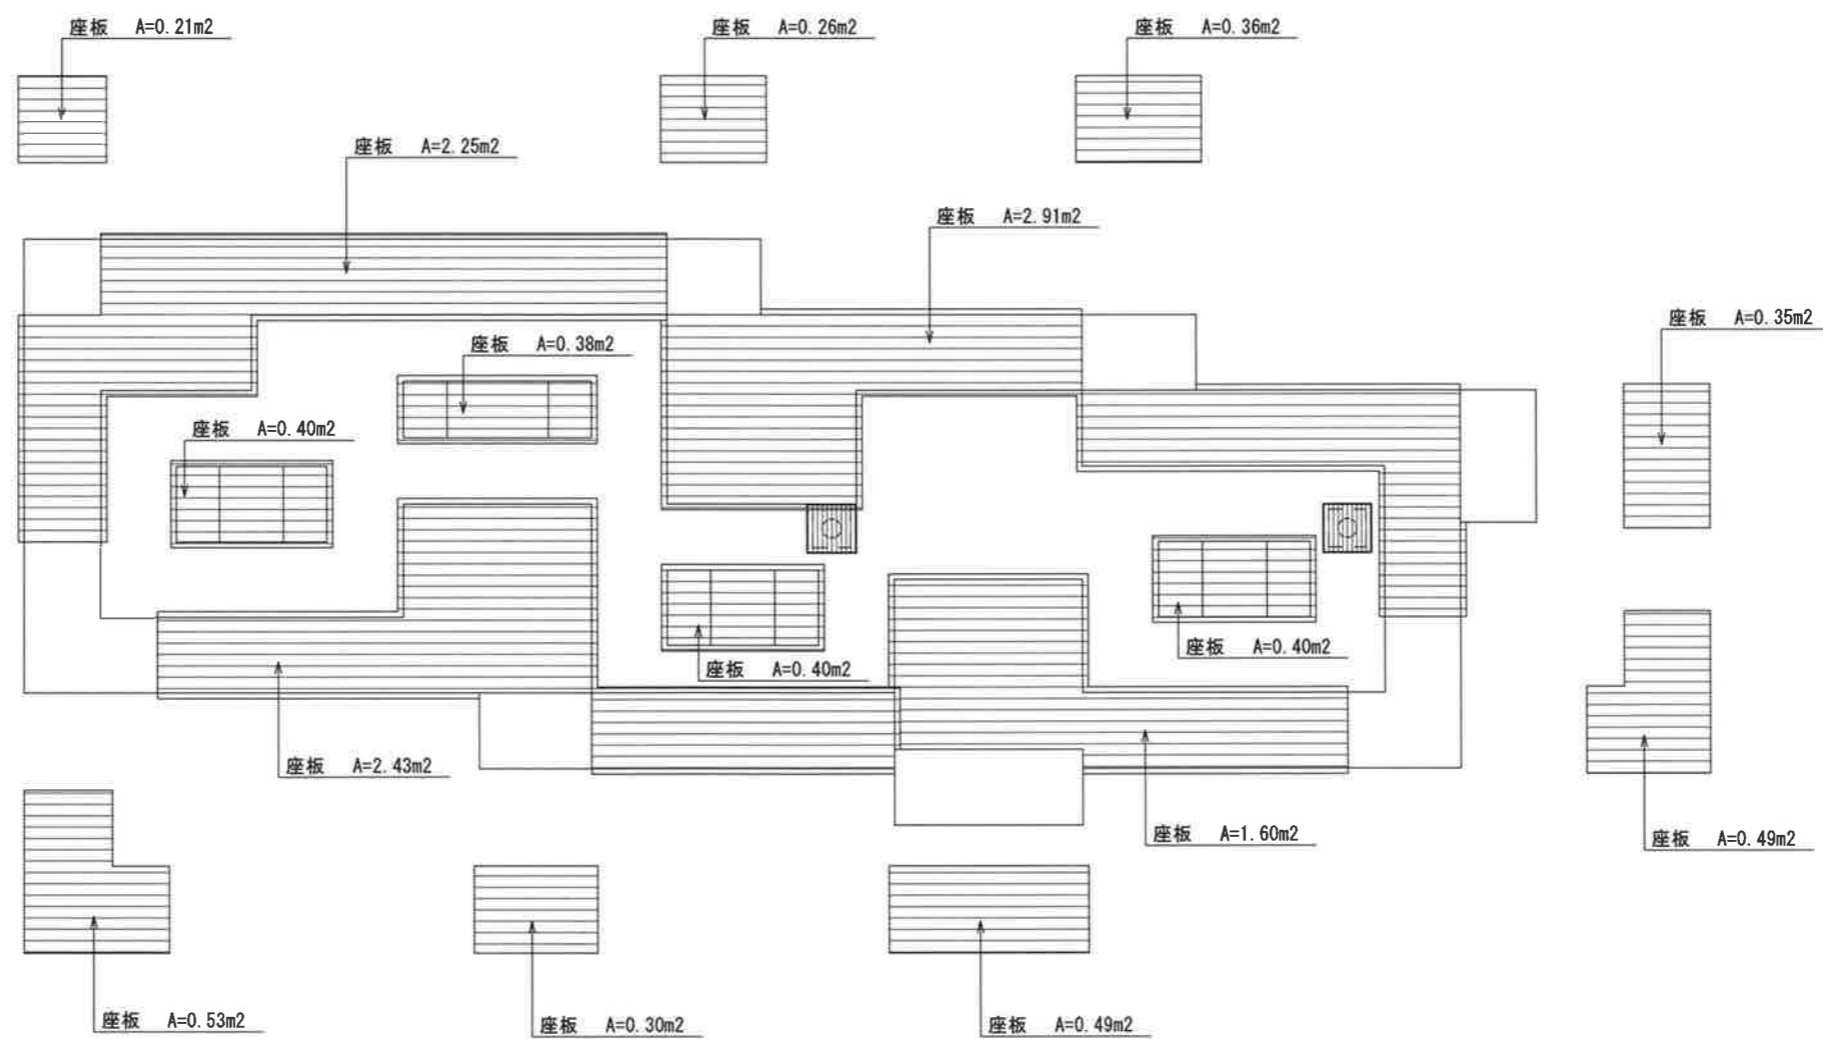 座板 A=0.21m2
座板 A=0.26m2
座板 A=0.36m2
座板 A=2.25m2
座板 A=2.91m2
座板 A=0.35m2
座板 A=0.38m2
座板 A=0.40m2
座板 A=0.40m2
座板 A=0.40m2
座板 A=2.43m2
座板 A=1.60m2
座板 A=0.49m2
座板 A=0.53m2
座板 A=0.30m2
座板 A=0.49m2